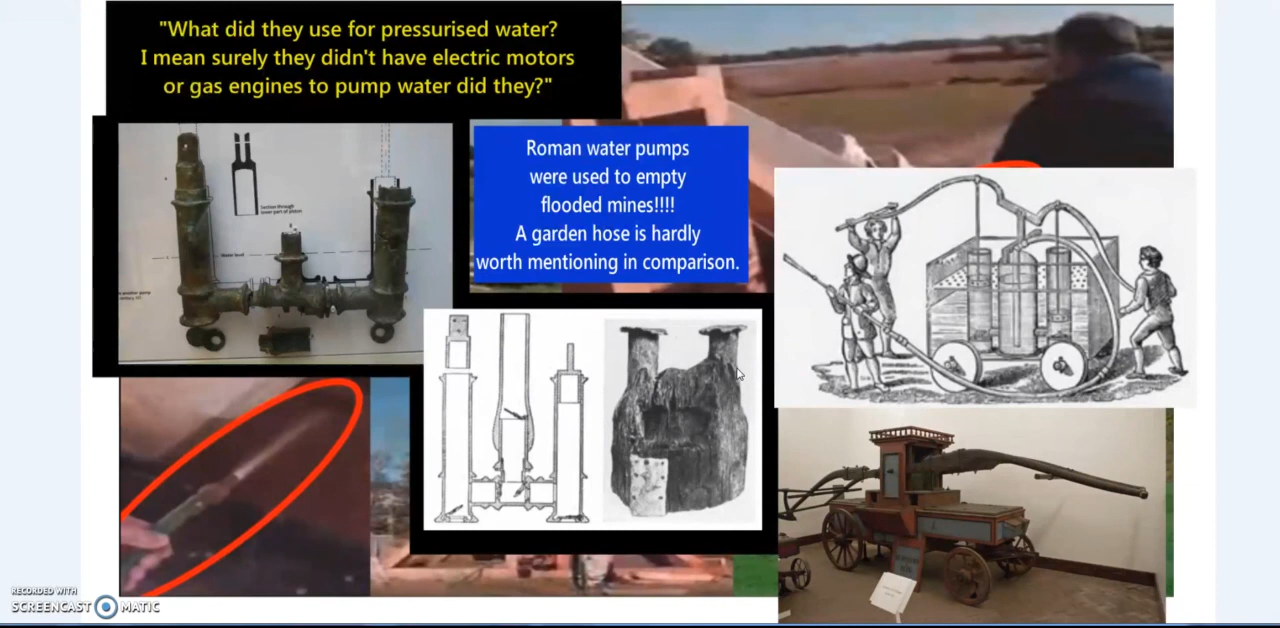 "What did they use for pressurised water?
I mean surely they didn't have electric motors
or gas engines to pump water did they?"
Roman water pumps
were used to empty
flooded mines!!!!
A garden hose is hardly
worth mentioning in comparison.
Section through
lower part of piston
Water level
RECORDED WITH
SCREENCAST MATIC